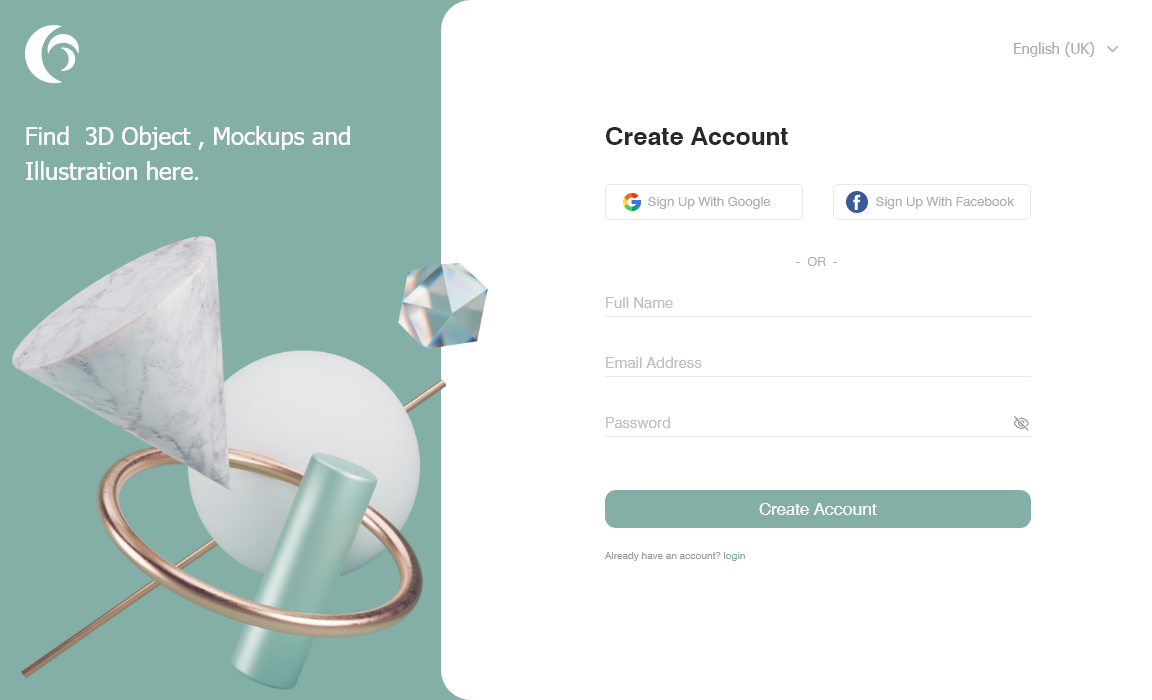 Find  3D Object , Mockups and
Illustration here.
English (UK)
Create Account
Sign Up With Google
Sign Up With Facebook
- OR -
Full Name
Email Address
Password
Create Account
Already have an account? login